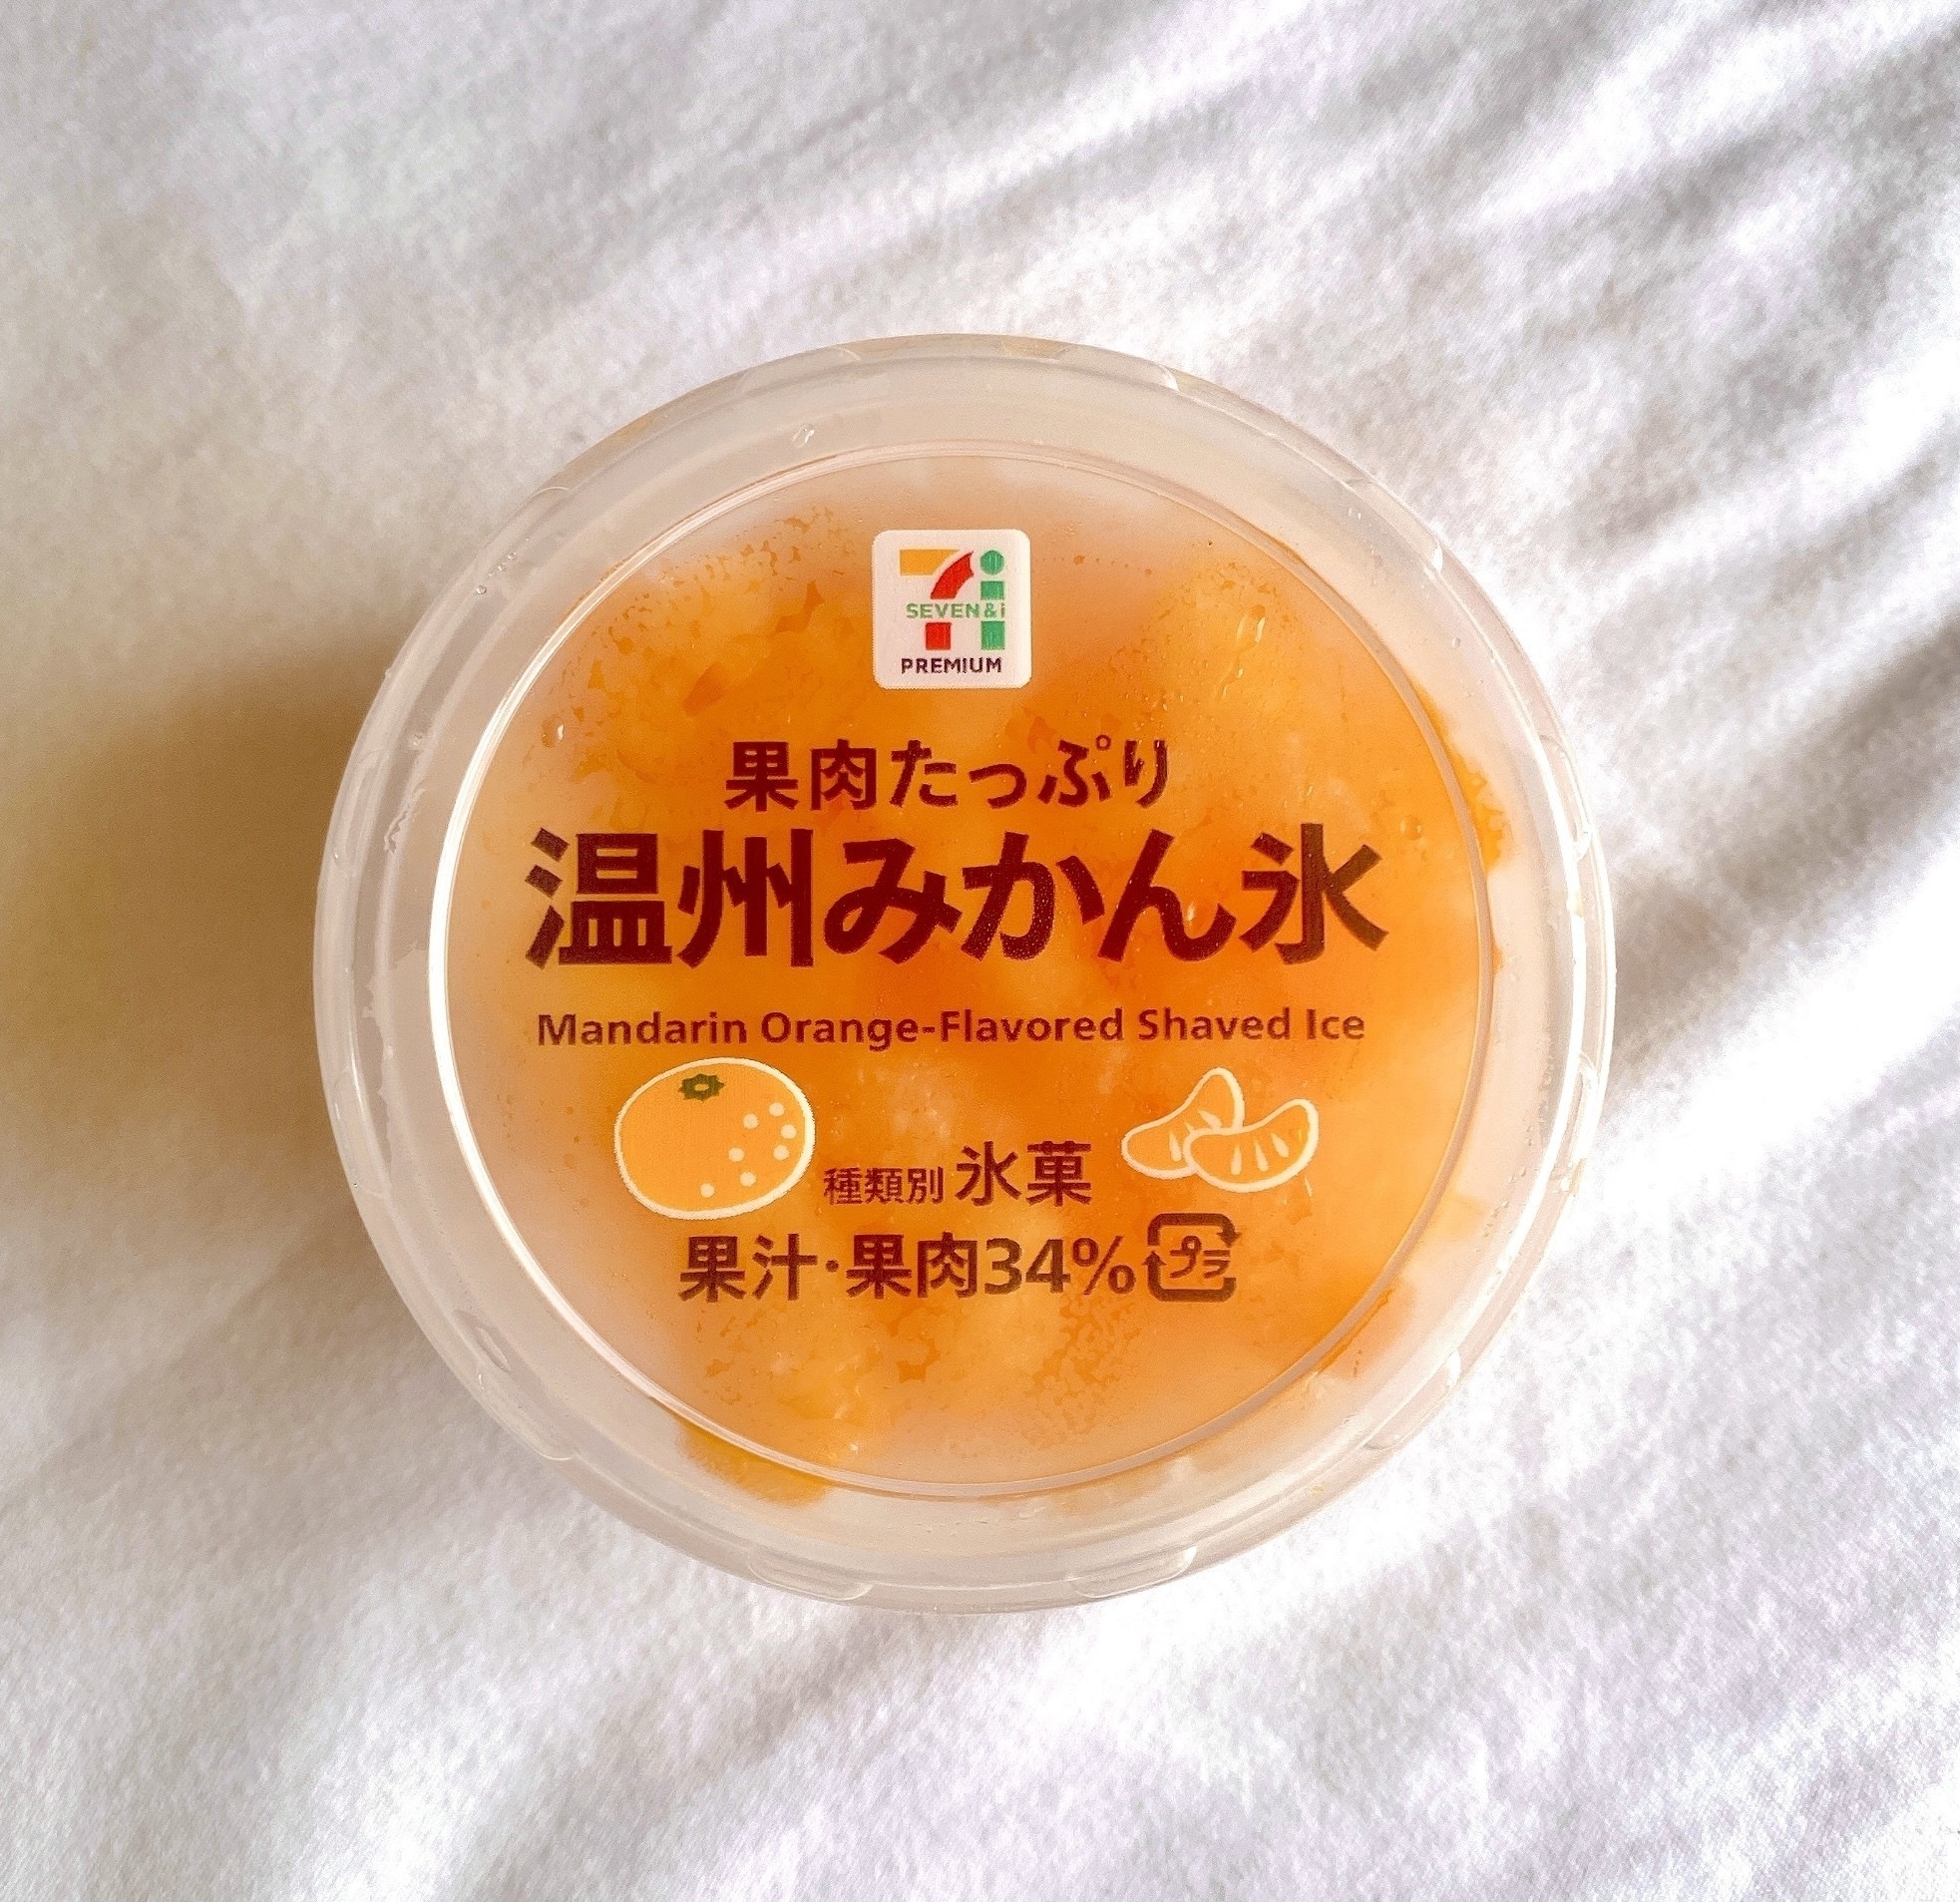 SEVEN&i
PREMIUM
果肉たっぷり
温州みかん氷
Mandarin Orange-Flavored Shaved Ice
種類別 氷菓
果汁・果肉34% プラ